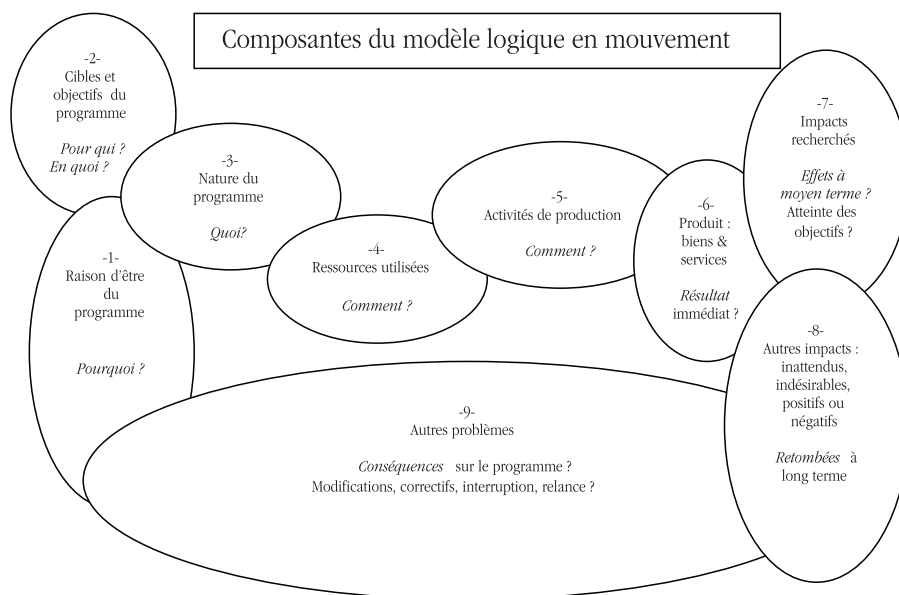 Composantes du modèle logique en mouvement
-1-
Raison d'être
du
programme
Pourquoi ?
-2-
Cibles et
objectifs du
programme
Pour qui ?
En quoi ?
-3-
Nature du
programme
Quoi?
-4-
Ressources utilisées
Comment ?
-5-
Activités de production
Comment ?
-6-
Produit :
biens &
services
Résultat
immédiat ?
-7-
Impacts
recherchés
Effets à
moyen terme ?
Atteinte des
objectifs ?
-8-
Autres impacts :
inattendus,
indésirables,
positifs ou
négatifs
Retombées à
long terme
-9-
Autres problèmes
Conséquences sur le programme ?
Modifications, correctifs, interruption, relance ?